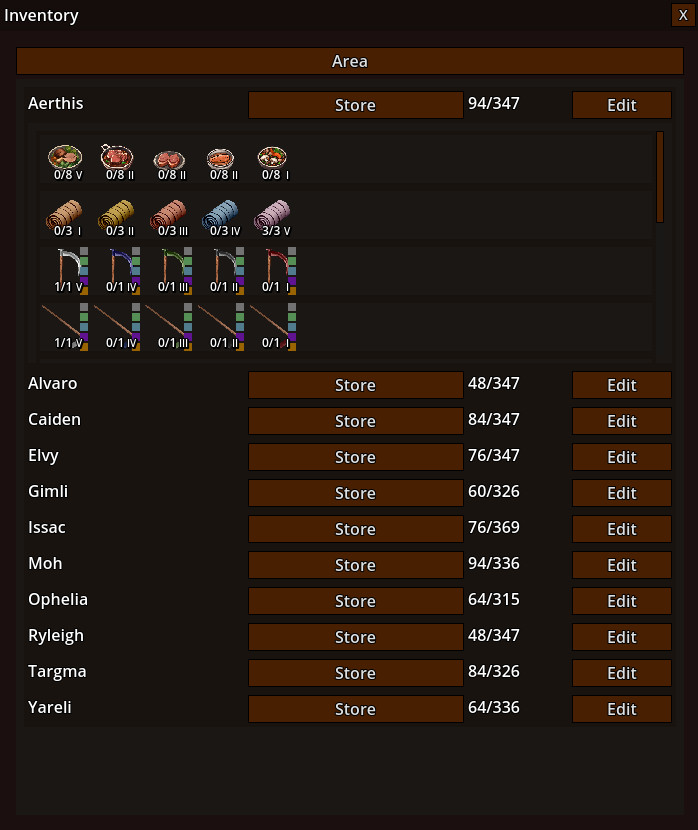 Inventory X
Area
Aerthis Store 94/347 Edit
0/8 V 0/8 II 0/8 II 0/8 II 0/8 I
0/3 I 0/3 II 0/3 III 0/3 IV 3/3 V
1/1 V 0/1 IV 0/1 III 0/1 II 0/1 I
1/1 V 0/1 IV 0/1 III 0/1 II 0/1 I
Alvaro Store 48/347 Edit
Caiden Store 84/347 Edit
Elvy Store 76/347 Edit
Gimli Store 60/326 Edit
Issac Store 76/369 Edit
Moh Store 94/336 Edit
Ophelia Store 64/315 Edit
Ryleigh Store 48/347 Edit
Targma Store 84/326 Edit
Yareli Store 64/336 Edit